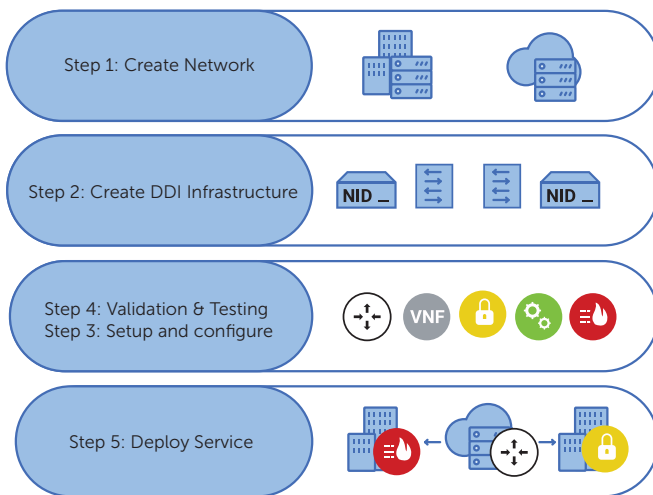 Step 1: Create Network
Step 2: Create DDI Infrastructure
NID _
NID _
Step 4: Validation & Testing
Step 3: Setup and configure
VNF
Step 5: Deploy Service